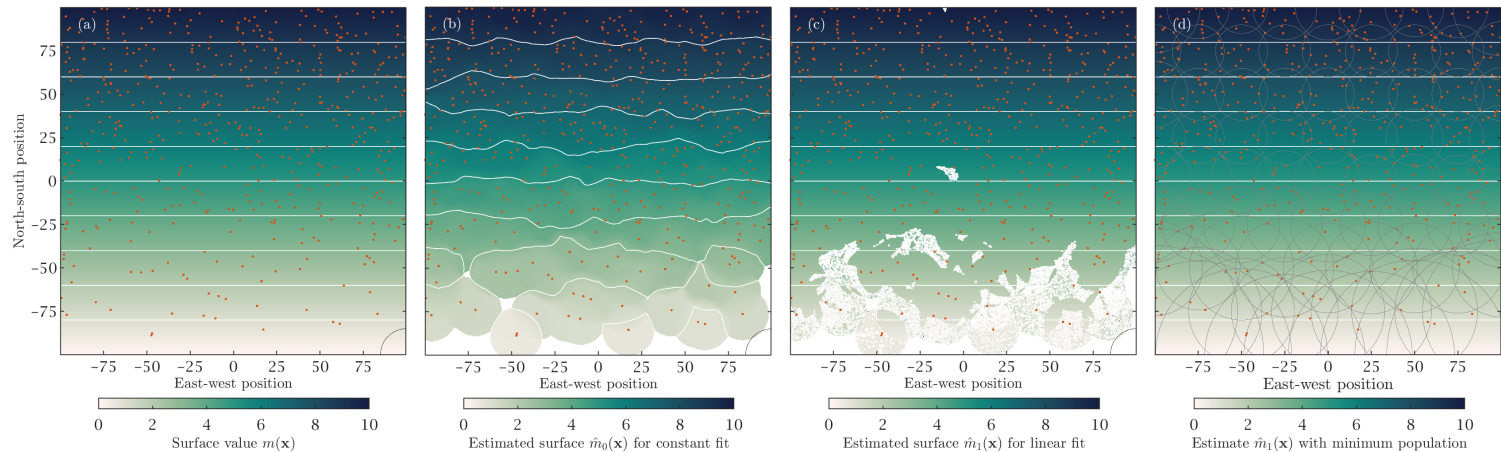 (a)
(b)
(c)
(d)
North-south position
75
50
25
0
−25
−50
−75
−75 −50 −25 0 25 50 75
East-west position
0 2 4 6 8 10
Surface value m(x)
−75 −50 −25 0 25 50 75
East-west position
0 2 4 6 8 10
Estimated surface m̂₀(x) for constant fit
−75 −50 −25 0 25 50 75
East-west position
0 2 4 6 8 10
Estimated surface m̂₁(x) for linear fit
−75 −50 −25 0 25 50 75
East-west position
0 2 4 6 8 10
Estimate m̂₁(x) with minimum population